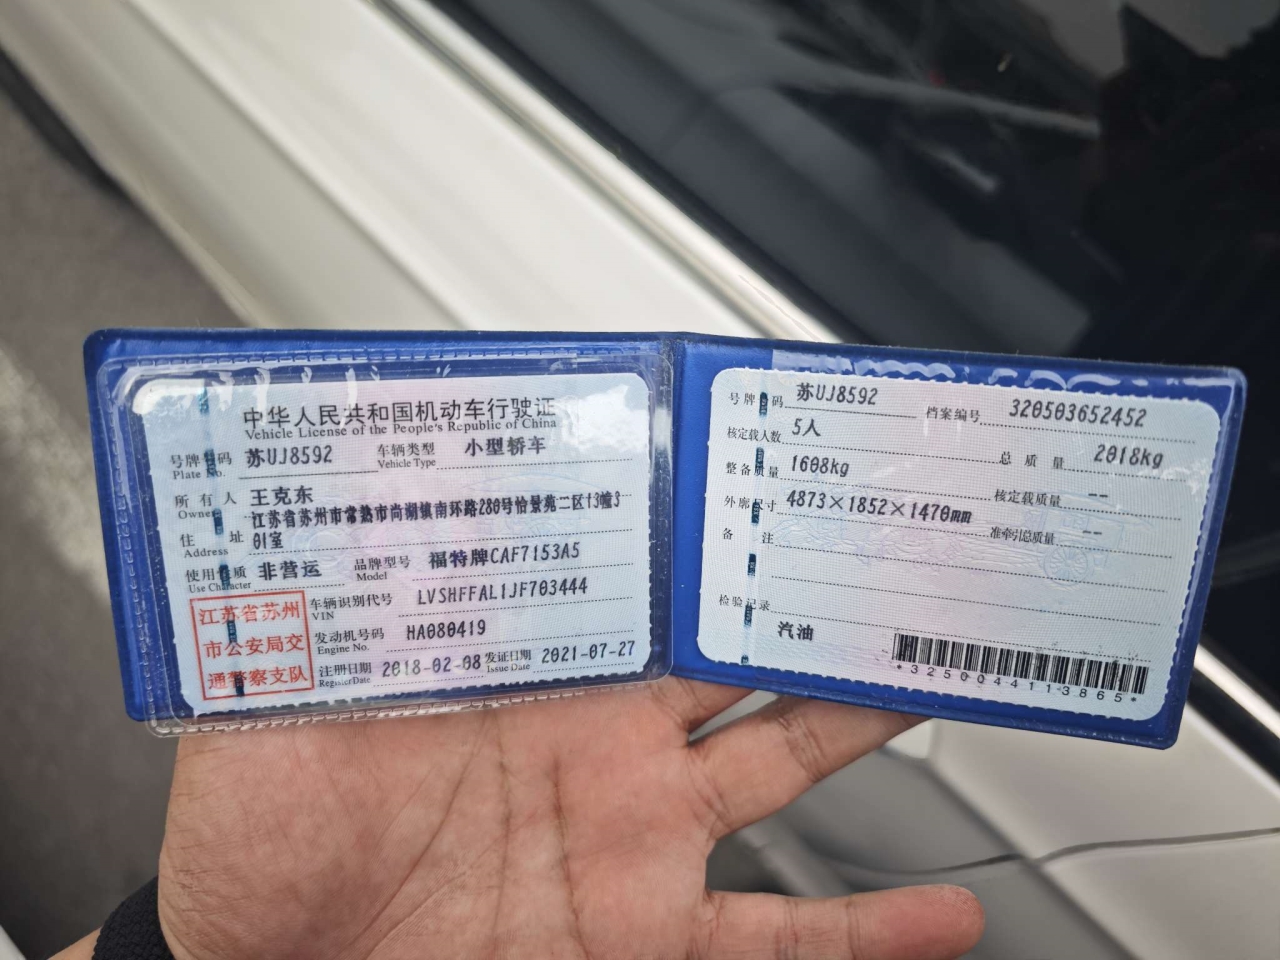 中华人民共和国机动车行驶证
Vehicle License of the People's Republic of China
号牌号码 苏UJ8592 车辆类型 小型轿车
Plate No. Vehicle Type
所有人 王克东
Owner
住址 江苏省苏州市常熟市尚湖镇南环路280号怡景苑二区13幢3
Address 01室
使用性质 非营运 品牌型号 福特牌CAF7153A5
Use Character Model
江苏省苏州
市公安局交
通警察支队
车辆识别代号 LVSHFFAL1JF703444
VIN
发动机号码 HA080419
Engine No.
注册日期 2018-02-08 发证日期 2021-07-27
Register Date Issue Date
号牌号码 苏UJ8592 档案编号 320503652452
核定载人数 5人 总质量 2018kg
整备质量 1608kg 核定载质量 --
外廓尺寸 4873×1852×1470mm 准牵引总质量 --
备注
检验记录
汽油
*3250044113865*